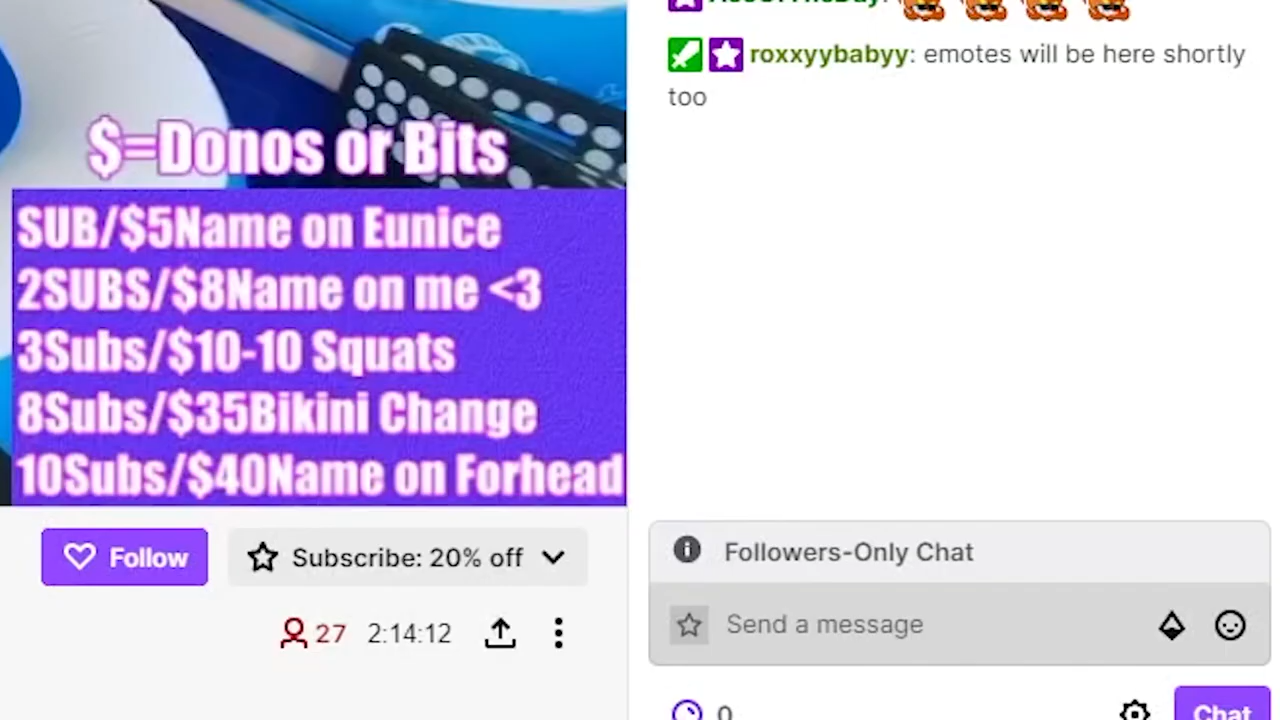 $=Donos or Bits
SUB/$5Name on Eunice
2SUBS/$8Name on me <3
3Subs/$10-10 Squats
8Subs/$35Bikini Change
10Subs/$40Name on Forhead
Follow
Subscribe: 20% off
27 2:14:12
roxxyybabyy: emotes will be here shortly
too
Followers-Only Chat
Send a message
0
Chat